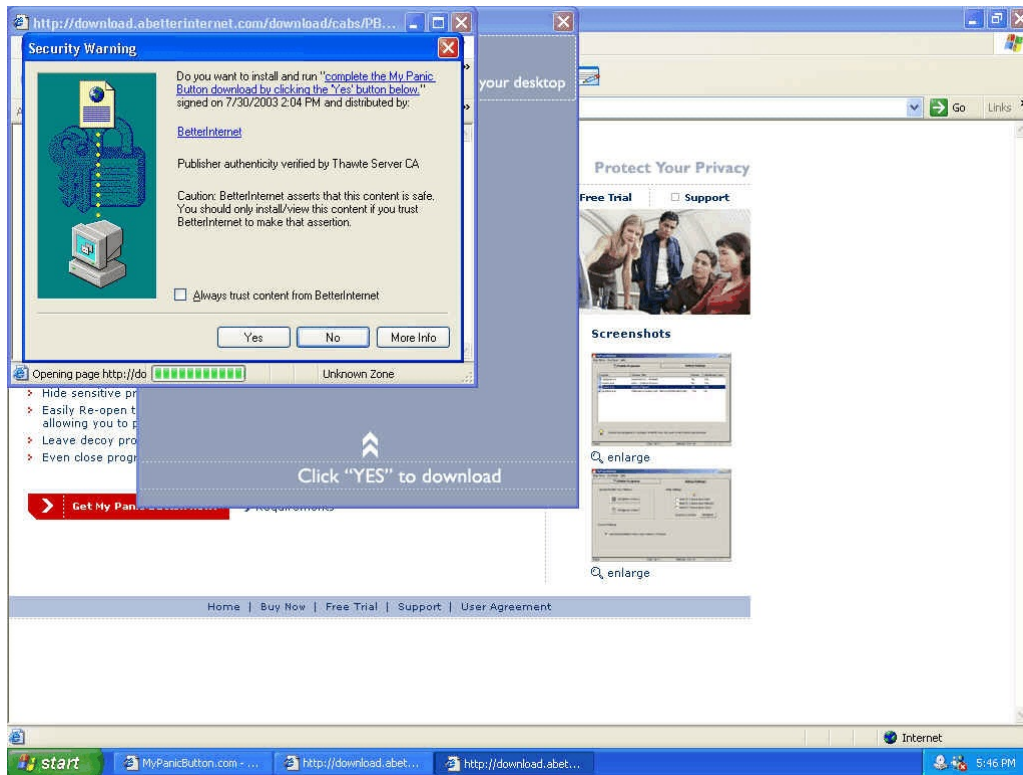 http://download.abetterinternet.com/download/cabs/PB...
Security Warning
Do you want to install and run "complete the My Panic
Button download by clicking the 'Yes' button below."
signed on 7/30/2003 2:04 PM and distributed by:
BetterInternet
Publisher authenticity verified by Thawte Server CA
Caution: BetterInternet asserts that this content is safe.
You should only install/view this content if you trust
BetterInternet to make that assertion.
Always trust content from BetterInternet
Yes No More Info
Opening page http://do Unknown Zone
your desktop
Go Links
Protect Your Privacy
Free Trial Support
Screenshots
enlarge
enlarge
Hide sensitive
Easily Re-open
allowing you to
Leave decoy
Even close
Click “YES” to download
Get My
Requirements
Home | Buy Now | Free Trial | Support | User Agreement
Internet
start MyPanicButton.com - ... http://download.abet... http://download.abet... 5:46 PM